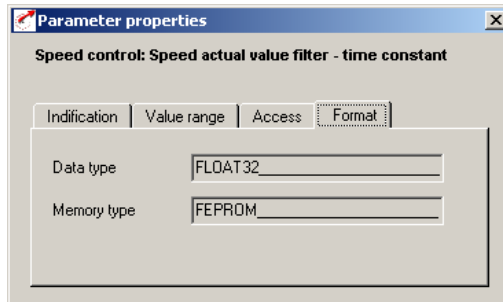 Parameter properties
Speed control: Speed actual value filter - time constant
Indification Value range Access Format
Data type FLOAT32
Memory type FEPROM